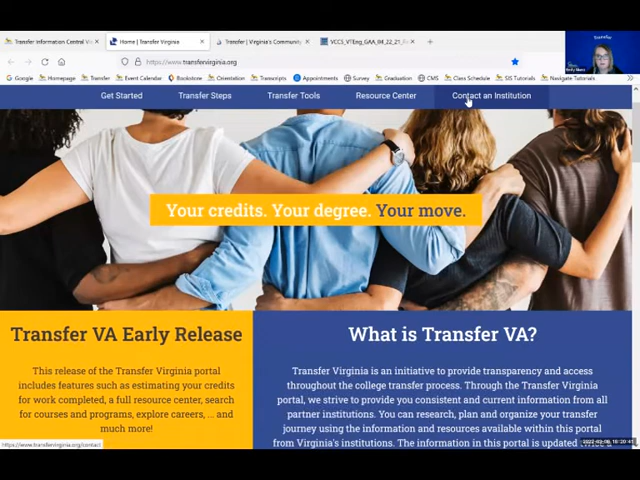 Home | Transfer Virginia
Transfer | Virginia's Community
https://www.transfervirginia.org
Google Homepage Transfer Event Calendar Bookstore Orientation Transcripts Appointments Survey Graduation CMS Class Schedule SIS Tutorials Navigate Tutorials
Get Started Transfer Steps Transfer Tools Resource Center Contact an Institution
Your credits. Your degree. Your move.
Transfer VA Early Release
This release of the Transfer Virginia portal
includes features such as estimating your credits
for work completed, a full resource center, search
for courses and programs, explore careers, ... and
much more!
What is Transfer VA?
Transfer Virginia is an initiative to provide transparency and access
throughout the college transfer process. Through the Transfer Virginia
portal, we strive to provide you consistent and current information from all
partner institutions. You can research, plan and organize your transfer
journey using the information and resources available within this portal
from Virginia's institutions. The information in this portal is updated
https://www.transfervirginia.org/contact